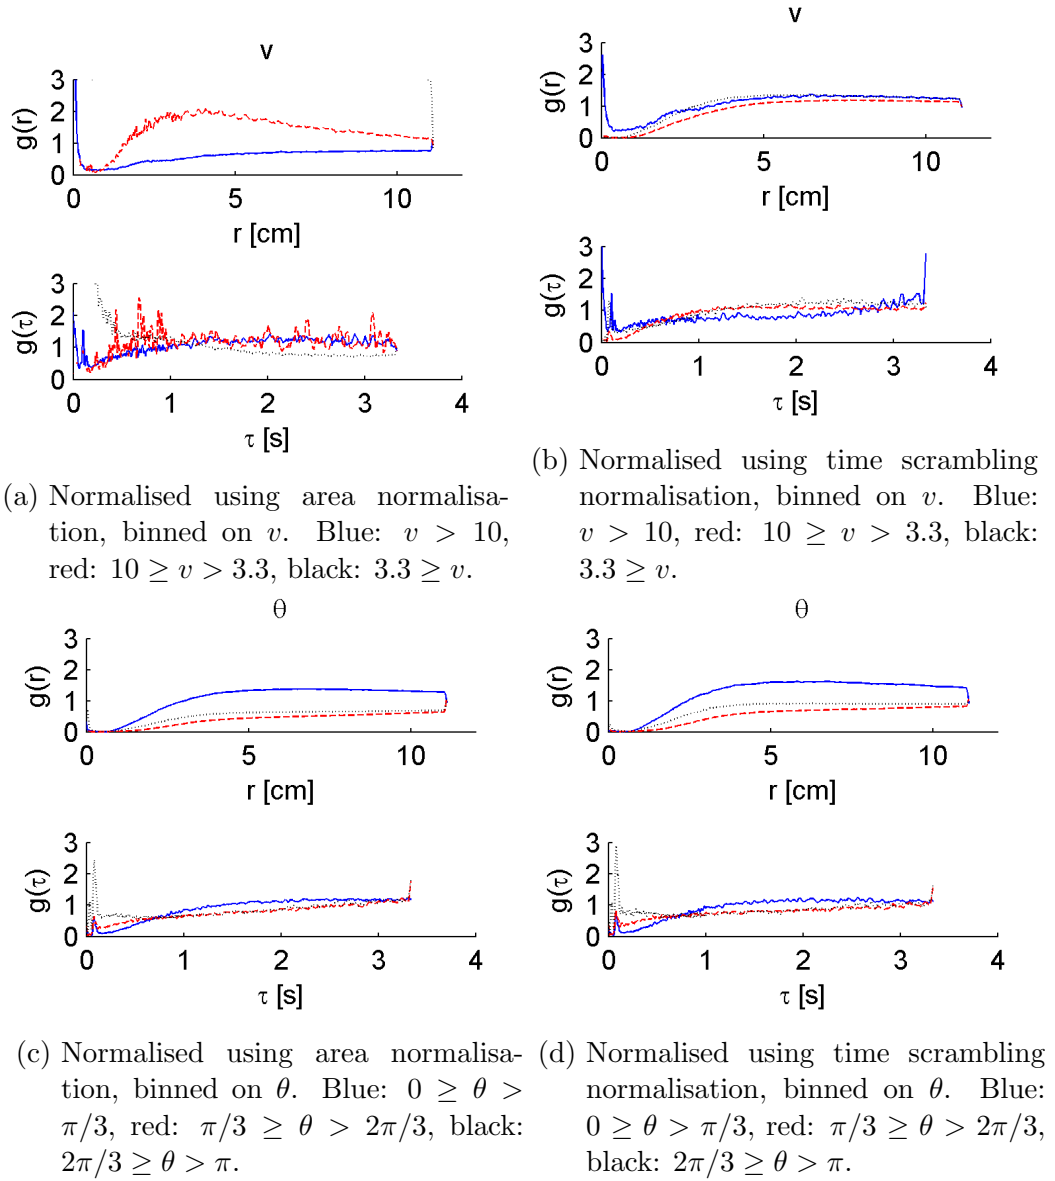 v
3
2
1
0
g(r)
0 5 10
r [cm]
3
2
1
0
g(τ)
0 1 2 3 4
τ [s]
(a) Normalised using area normalisa-
tion, binned on v. Blue: v > 10,
red: 10 ≥ v > 3.3, black: 3.3 ≥ v.
v
3
2
1
0
g(r)
0 5 10
r [cm]
3
2
1
0
g(τ)
0 1 2 3 4
τ [s]
(b) Normalised using time scrambling
normalisation, binned on v. Blue:
v > 10, red: 10 ≥ v > 3.3, black:
3.3 ≥ v.
θ
3
2
1
0
g(r)
0 5 10
r [cm]
3
2
1
0
g(τ)
0 1 2 3 4
τ [s]
(c) Normalised using area normalisa-
tion, binned on θ. Blue: 0 ≥ θ >
π/3, red: π/3 ≥ θ > 2π/3, black:
2π/3 ≥ θ > π.
θ
3
2
1
0
g(r)
0 5 10
r [cm]
3
2
1
0
g(τ)
0 1 2 3 4
τ [s]
(d) Normalised using time scrambling
normalisation, binned on θ. Blue:
0 ≥ θ > π/3, red: π/3 ≥ θ > 2π/3,
black: 2π/3 ≥ θ > π.